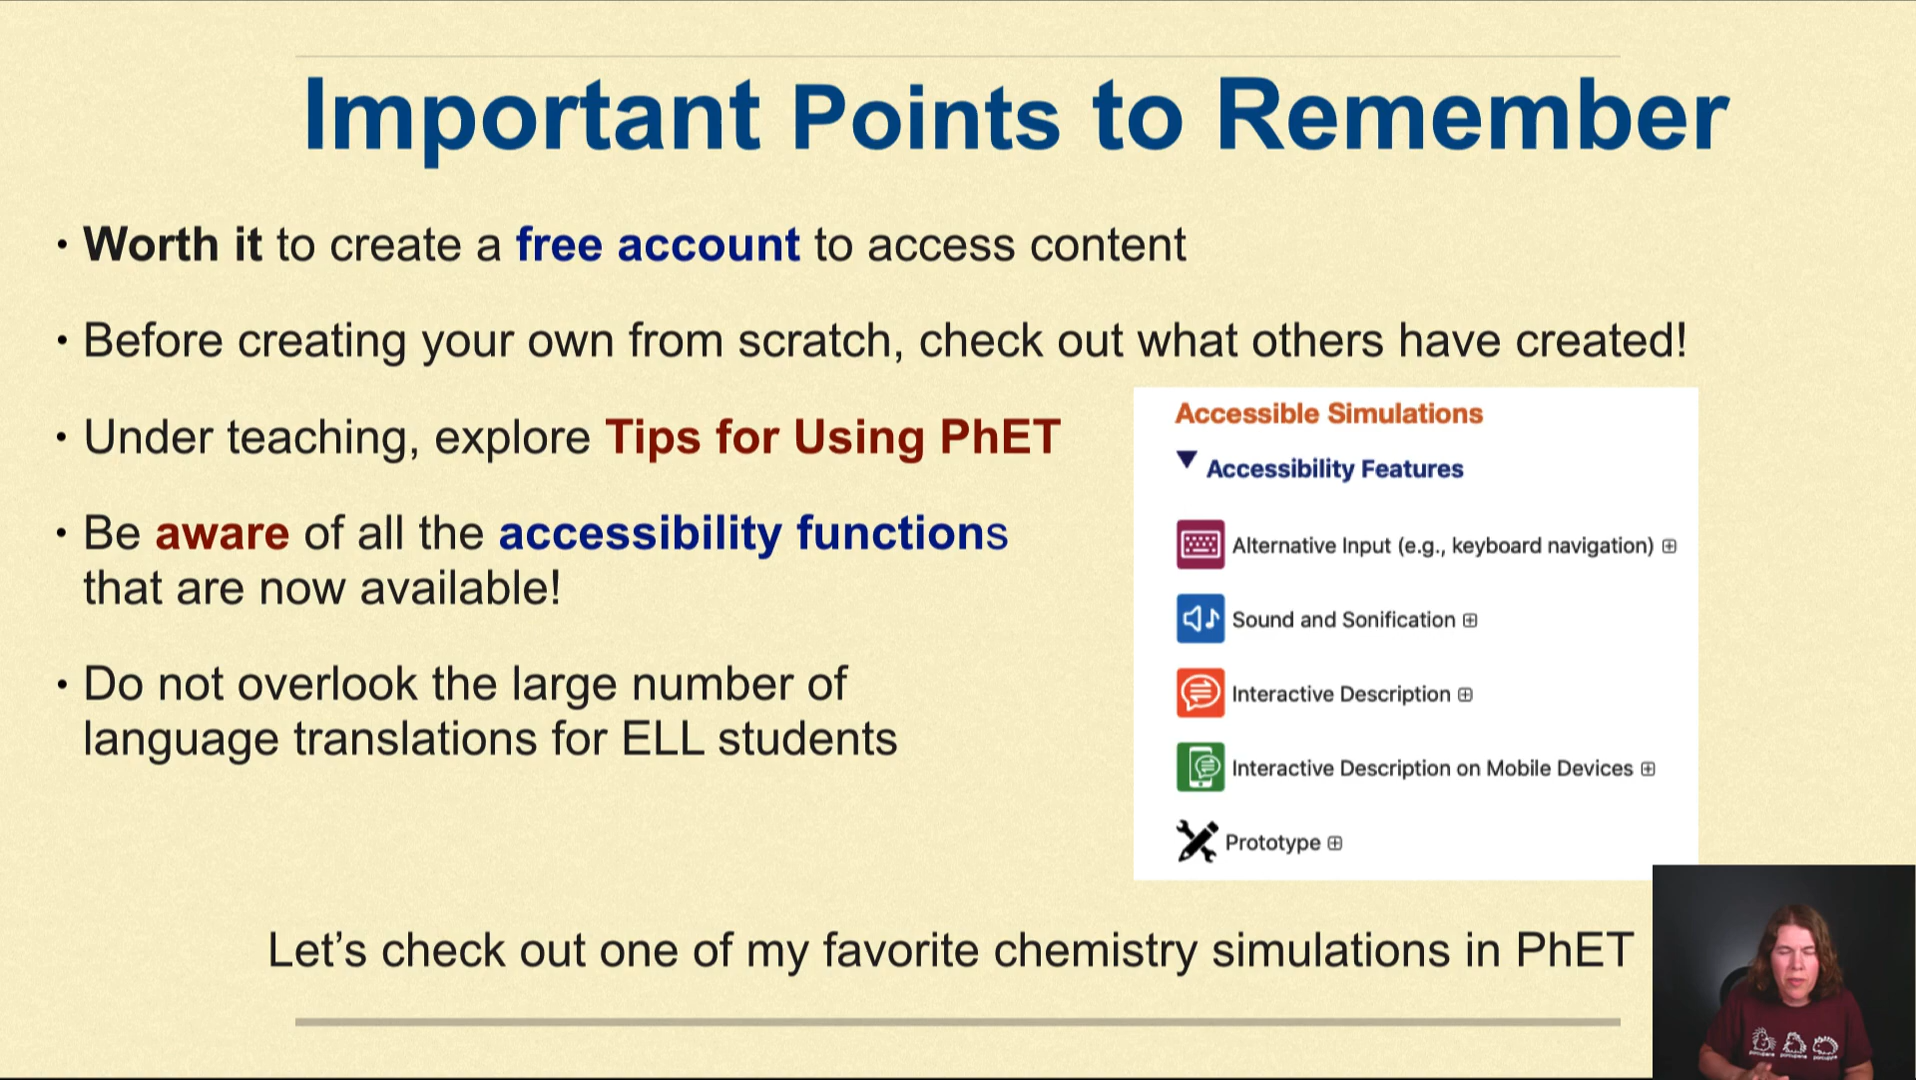 Important Points to Remember
• Worth it to create a free account to access content
• Before creating your own from scratch, check out what others have created!
• Under teaching, explore Tips for Using PhET
• Be aware of all the accessibility functions
that are now available!
• Do not overlook the large number of
language translations for ELL students
Accessible Simulations
Accessibility Features
Alternative Input (e.g., keyboard navigation)
Sound and Sonification
Interactive Description
Interactive Description on Mobile Devices
Prototype
Let’s check out one of my favorite chemistry simulations in PhET